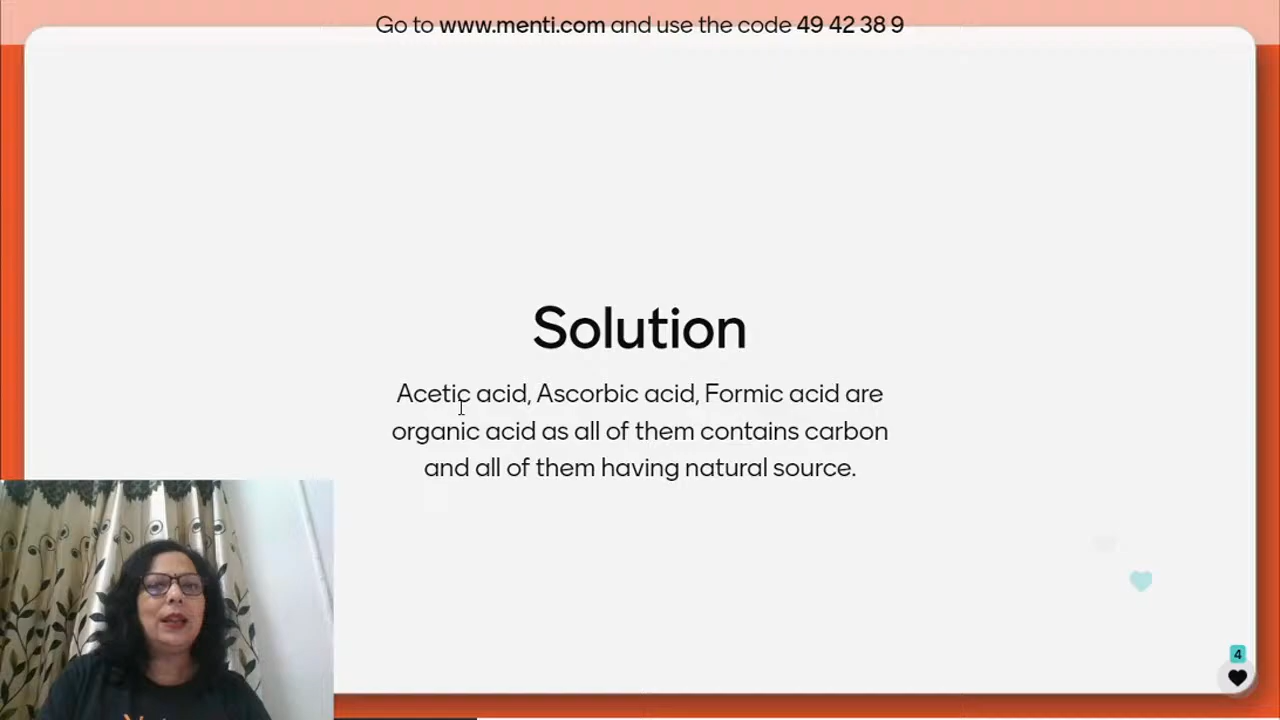 Go to www.menti.com and use the code 49 42 38 9
Solution
Acetic acid, Ascorbic acid, Formic acid are
organic acid as all of them contains carbon
and all of them having natural source.
4